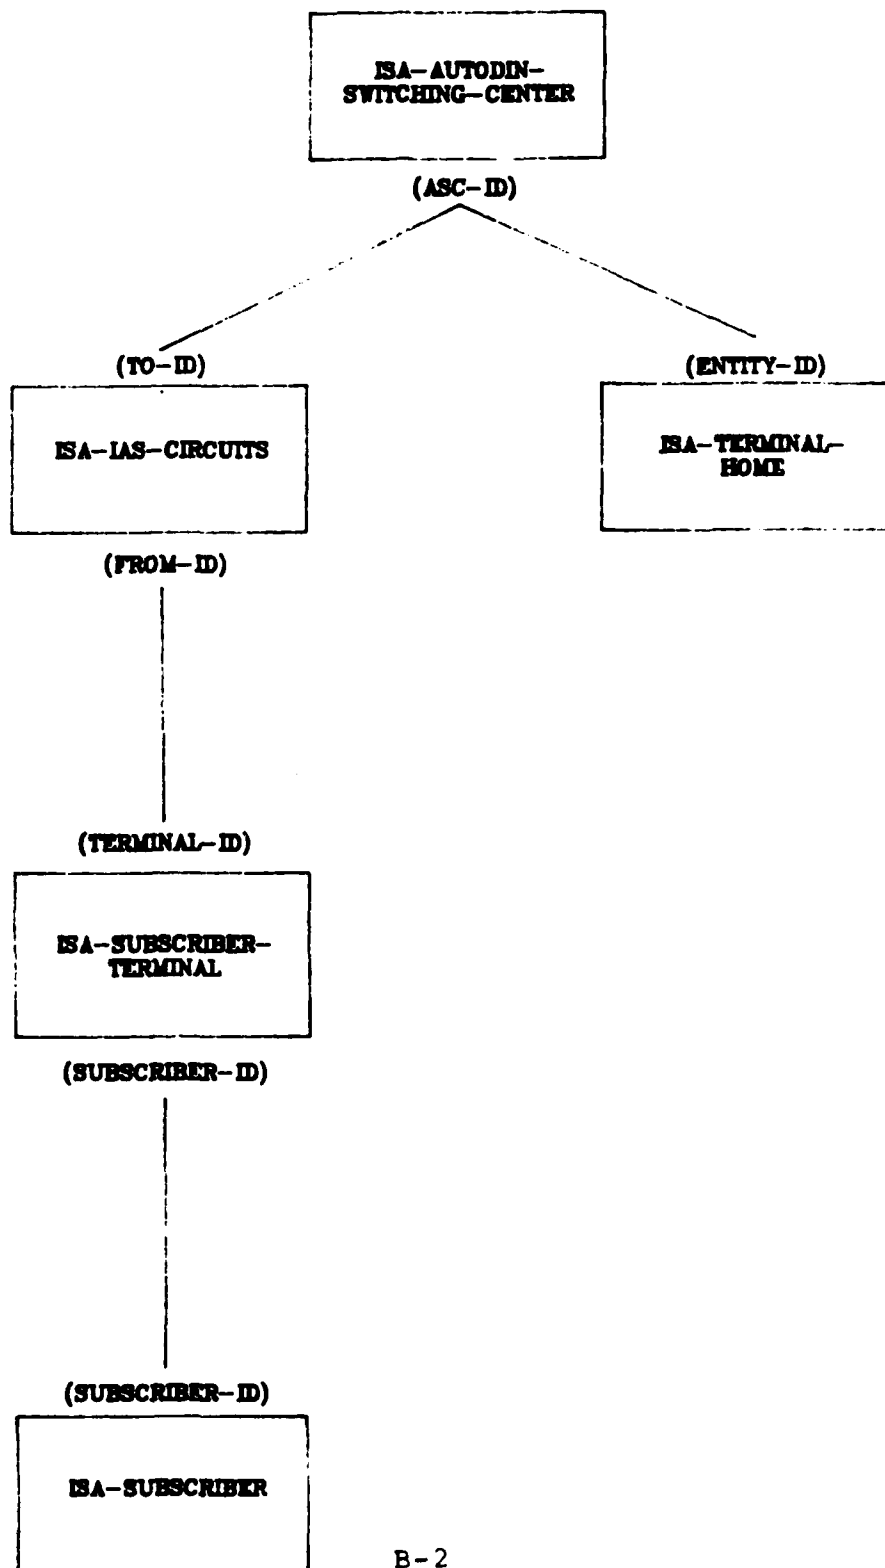 ISA-AUTODIN-
SWITCHING-CENTER
(ASC-ID)
(TO-ID)
(ENTITY-ID)
ISA-IAS-CIRCUITS
ISA-TERMINAL-
HOME
(FROM-ID)
(TERMINAL-ID)
ISA-SUBSCRIBER-
TERMINAL
(SUBSCRIBER-ID)
(SUBSCRIBER-ID)
ISA-SUBSCRIBER
B-2